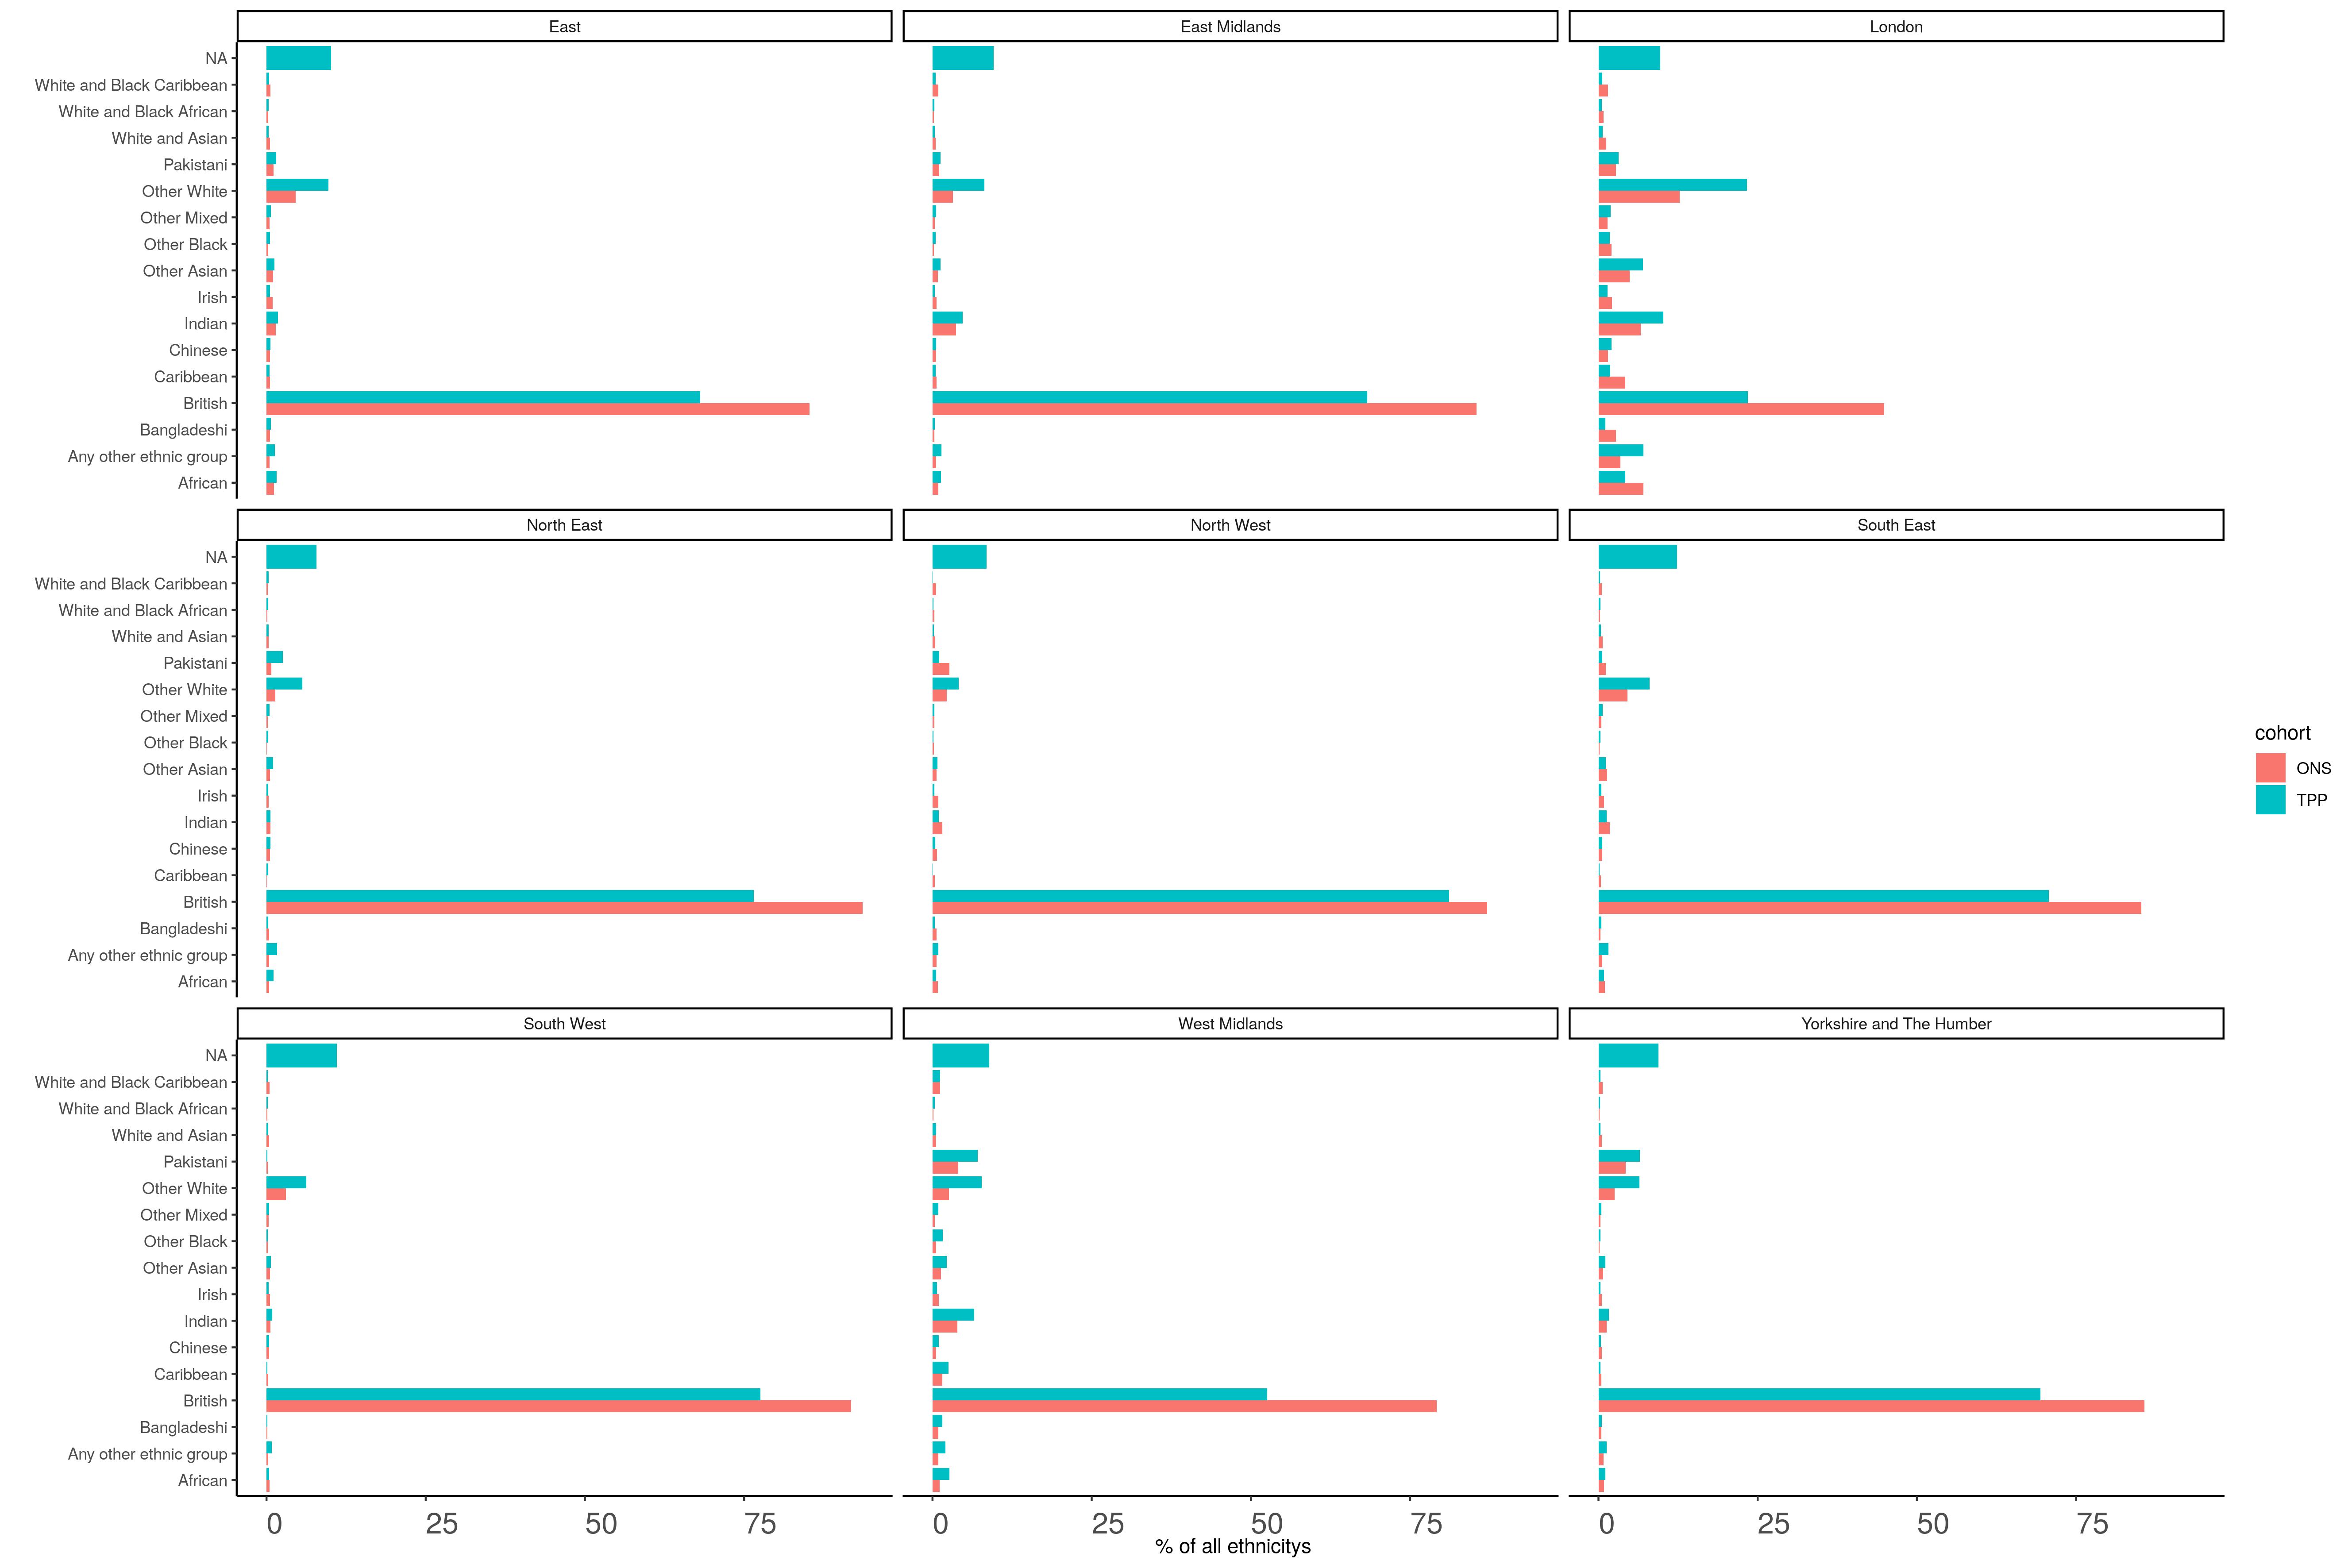 East East Midlands London
NA
White and Black Caribbean
White and Black African
White and Asian
Pakistani
Other White
Other Mixed
Other Black
Other Asian
Irish
Indian
Chinese
Caribbean
British
Bangladeshi
Any other ethnic group
African
North East North West South East
NA
White and Black Caribbean
White and Black African
White and Asian
Pakistani
Other White
Other Mixed
Other Black
Other Asian
Irish
Indian
Chinese
Caribbean
British
Bangladeshi
Any other ethnic group
African
cohort
ONS
TPP
South West West Midlands Yorkshire and The Humber
NA
White and Black Caribbean
White and Black African
White and Asian
Pakistani
Other White
Other Mixed
Other Black
Other Asian
Irish
Indian
Chinese
Caribbean
British
Bangladeshi
Any other ethnic group
African
0 25 50 75 0 25 50 75 0 25 50 75
% of all ethnicitys